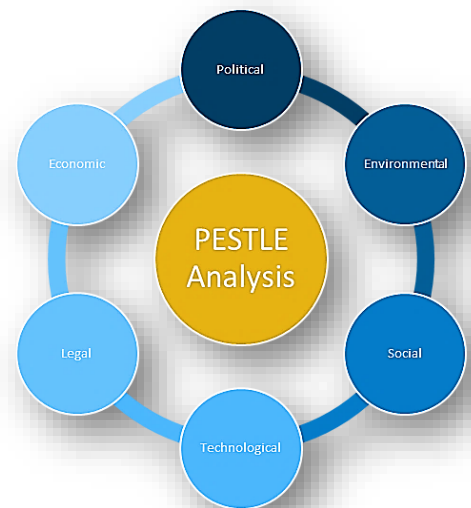 Political
Economic
Environmental
PESTLE
Analysis
Legal
Social
Technological